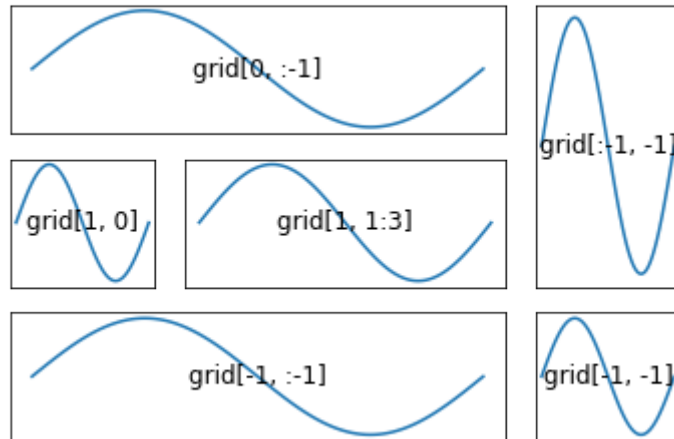 grid[0, :-1]
grid[:-1, -1]
grid[1, 0]
grid[1, 1:3]
grid[-1, :-1]
grid[-1, -1]